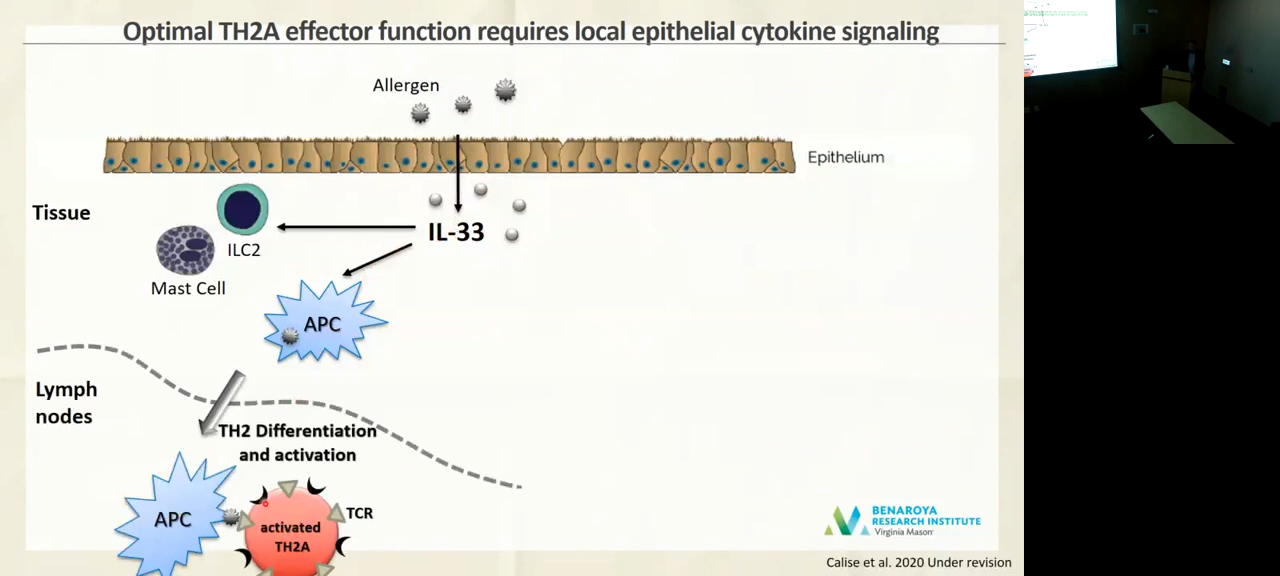 Optimal TH2A effector function requires local epithelial cytokine signaling
Allergen
Epithelium
Tissue
IL-33
ILC2
Mast Cell
APC
Lymph
nodes
TH2 Differentiation
and activation
APC
TCR
activated
TH2A
BENAROYA
RESEARCH INSTITUTE
Virginia Mason
Calise et al. 2020 Under revision